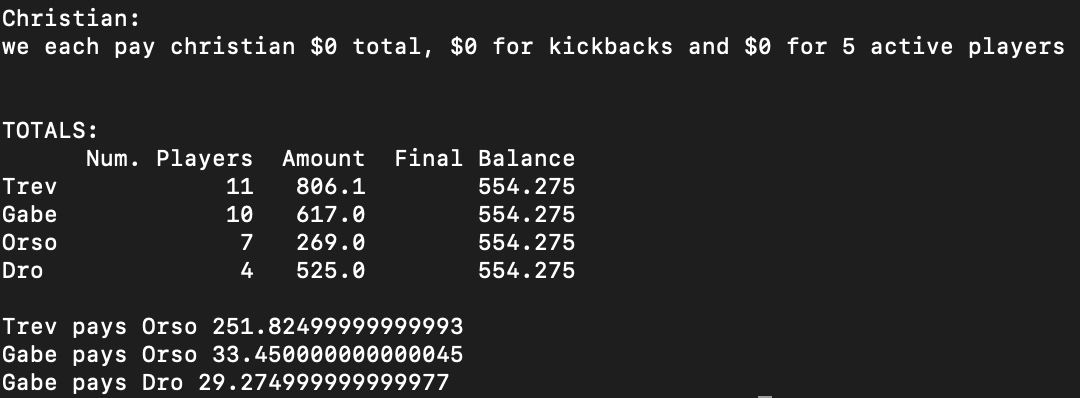 Christian:
we each pay christian $0 total, $0 for kickbacks and $0 for 5 active players
TOTALS:
Num. Players Amount Final Balance
Trev 11 806.1 554.275
Gabe 10 617.0 554.275
Orso 7 269.0 554.275
Dro 4 525.0 554.275
Trev pays Orso 251.82499999999993
Gabe pays Orso 33.450000000000045
Gabe pays Dro 29.274999999999977